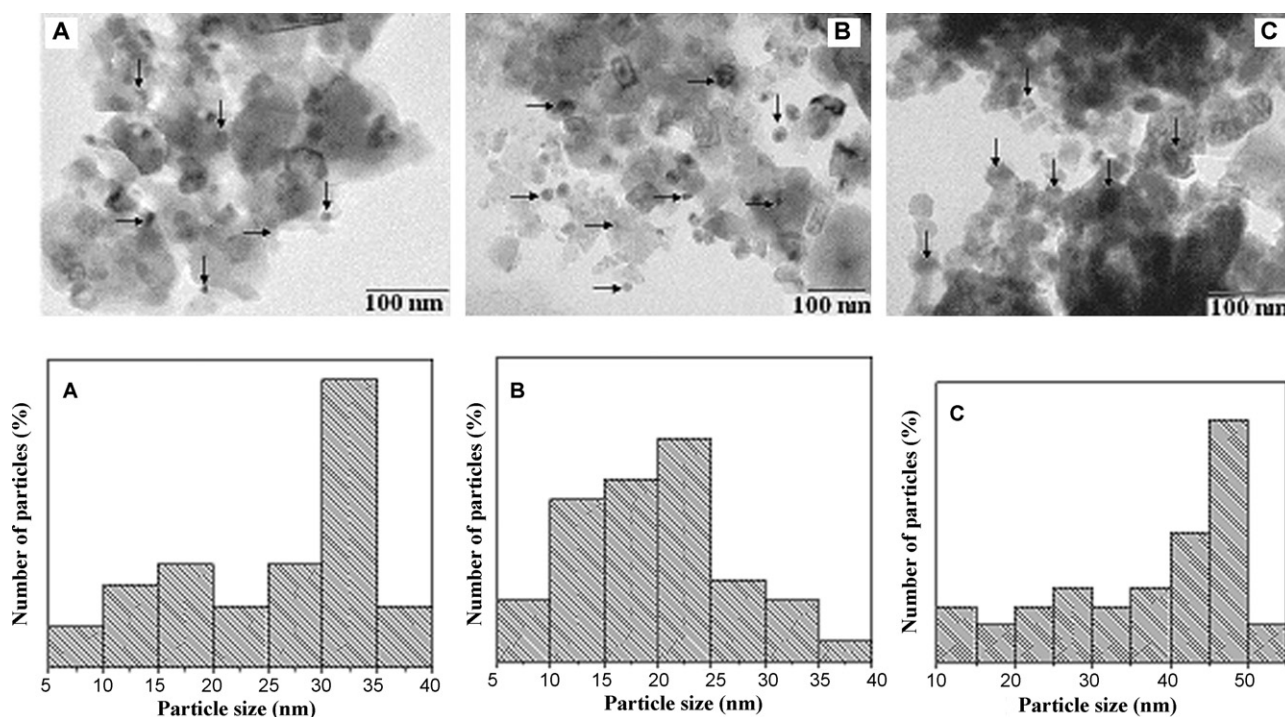 A
B
C
100 nm
100 nm
100 nm
A
B
C
Number of particles (%)
Number of particles (%)
Number of particles (%)
5 10 15 20 25 30 35 40
5 10 15 20 25 30 35 40
10 20 30 40 50
Particle size (nm)
Particle size (nm)
Particle size (nm)